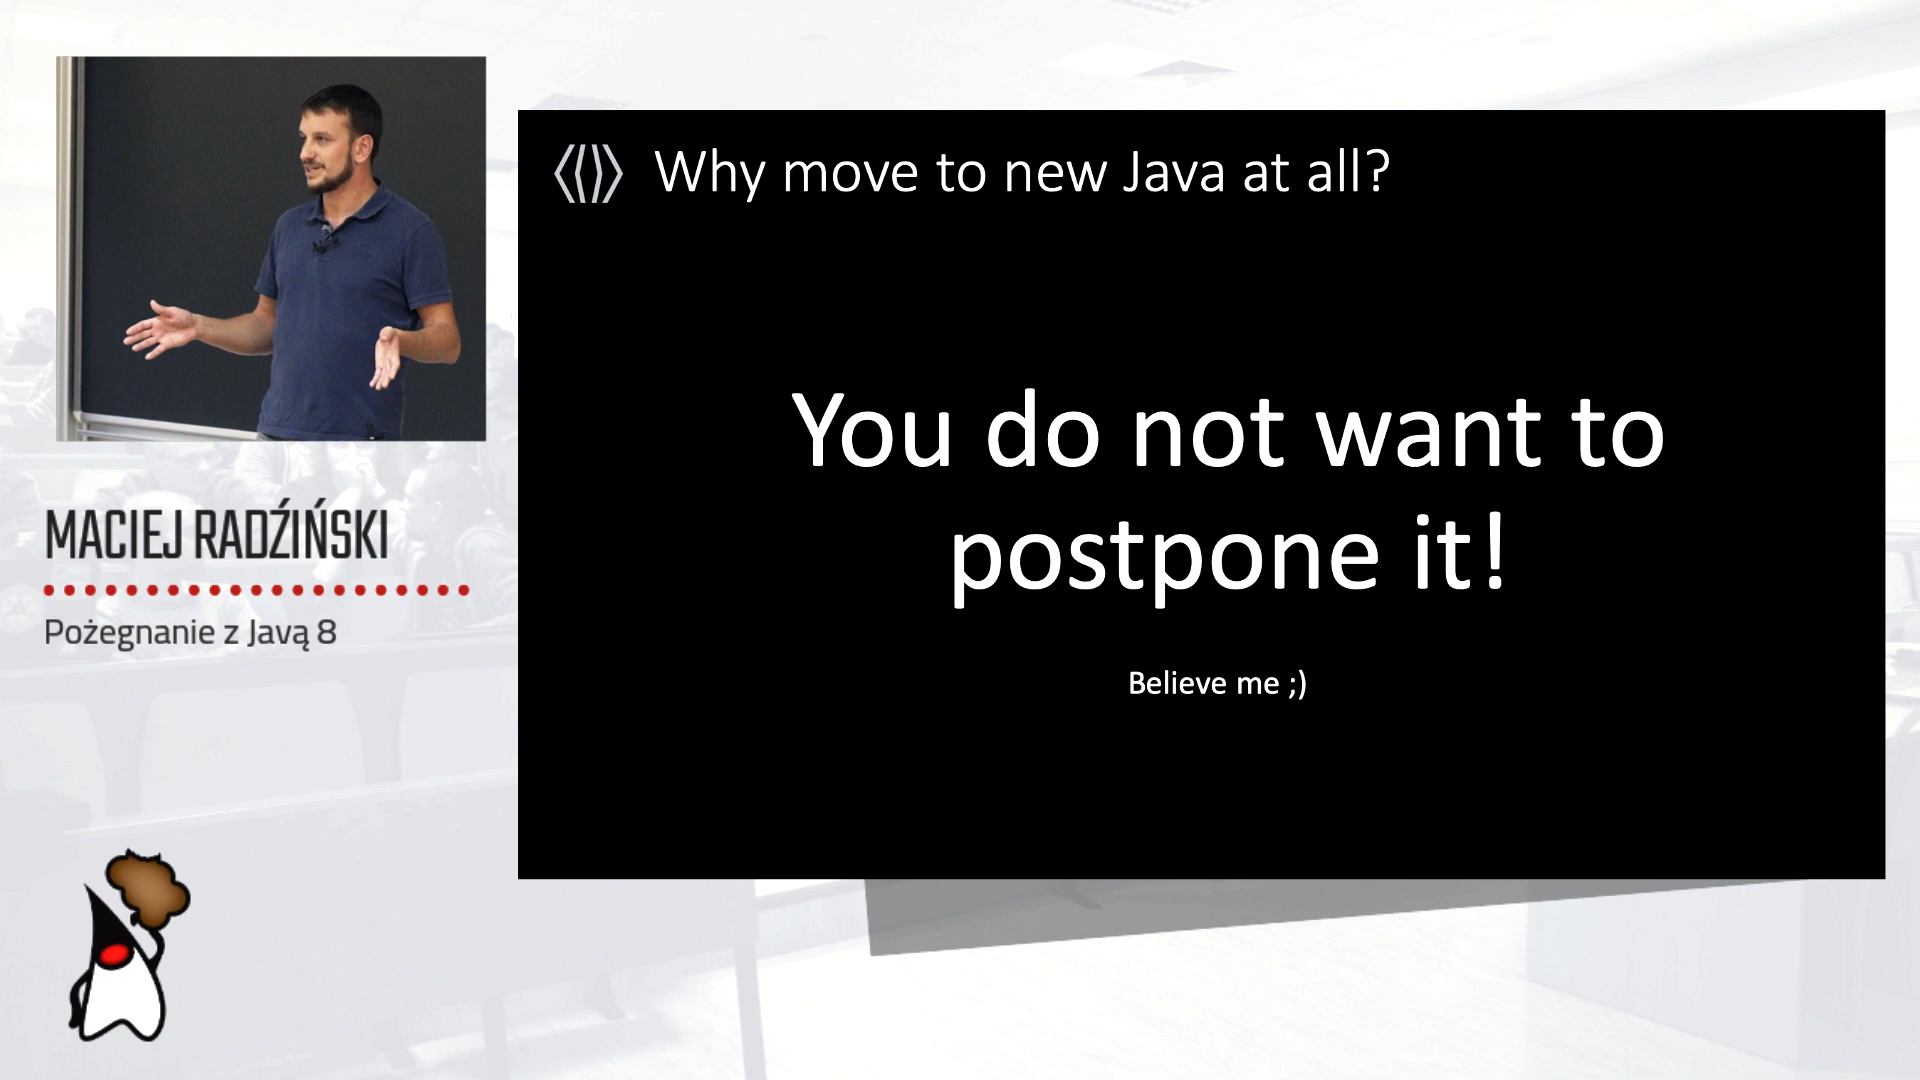 Why move to new Java at all?
You do not want to
postpone it!
Believe me ;)
MACIEJ RADŹIŃSKI
Pożegnanie z Javą 8